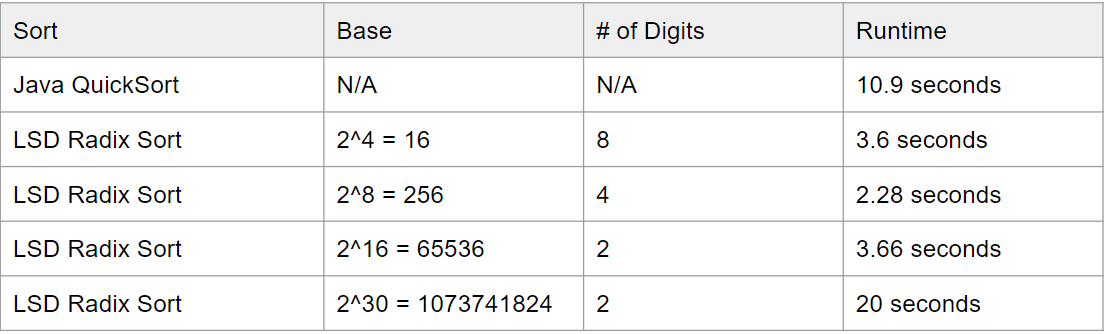 Sort Base # of Digits Runtime
Java QuickSort N/A N/A 10.9 seconds
LSD Radix Sort 2^4 = 16 8 3.6 seconds
LSD Radix Sort 2^8 = 256 4 2.28 seconds
LSD Radix Sort 2^16 = 65536 2 3.66 seconds
LSD Radix Sort 2^30 = 1073741824 2 20 seconds